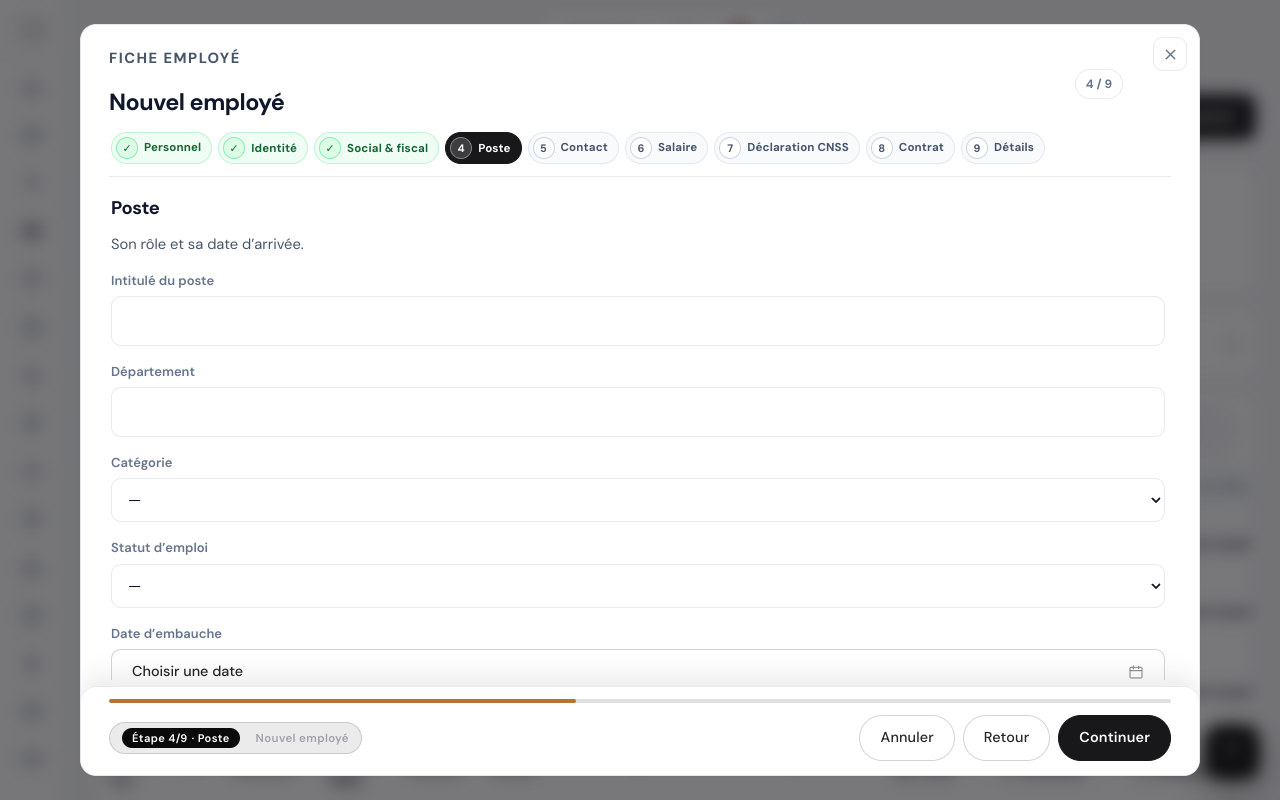 FICHE EMPLOYÉ
4 / 9
Nouvel employé
✓ Personnel ✓ Identité ✓ Social & fiscal 4 Poste 5 Contact 6 Salaire 7 Déclaration CNSS 8 Contrat 9 Détails
Poste
Son rôle et sa date d’arrivée.
Intitulé du poste
Département
Catégorie
—
Statut d’emploi
—
Date d’embauche
Choisir une date
Étape 4/9 · Poste Nouvel employé
Annuler Retour Continuer